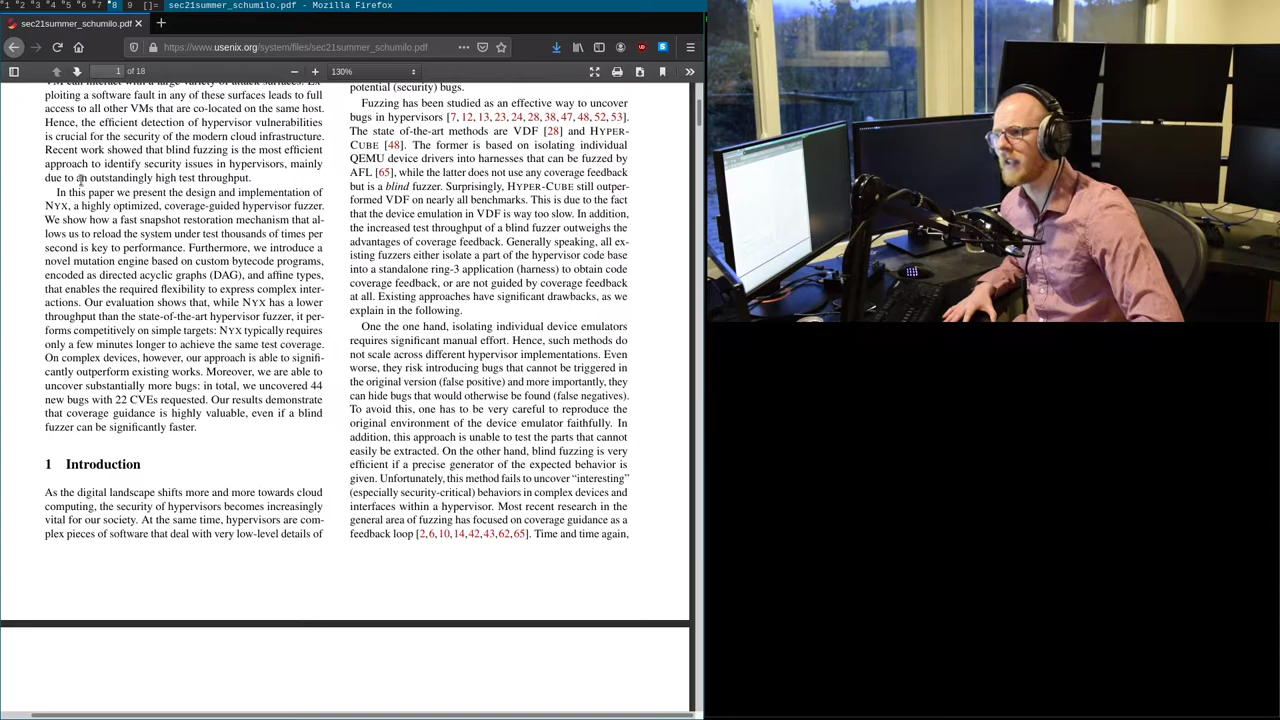 1 2 3 4 5 6 7 8 9 []= sec21summer_schumilo.pdf - Mozilla Firefox
sec21summer_schumilo.pdf
https://www.usenix.org/system/files/sec21summer_schumilo.pdf
1 of 18
130%
ploiting a software fault in any of these surfaces leads to full
access to all other VMs that are co-located on the same host.
Hence, the efficient detection of hypervisor vulnerabilities
is crucial for the security of the modern cloud infrastructure.
Recent work showed that blind fuzzing is the most efficient
approach to identify security issues in hypervisors, mainly
due to an outstandingly high test throughput.
In this paper we present the design and implementation of
NYX, a highly optimized, coverage-guided hypervisor fuzzer.
We show how a fast snapshot restoration mechanism that al-
lows us to reload the system under test thousands of times per
second is key to performance. Furthermore, we introduce a
novel mutation engine based on custom bytecode programs,
encoded as directed acyclic graphs (DAG), and affine types,
that enables the required flexibility to express complex inter-
actions. Our evaluation shows that, while NYX has a lower
throughput than the state-of-the-art hypervisor fuzzer, it per-
forms competitively on simple targets: NYX typically requires
only a few minutes longer to achieve the same test coverage.
On complex devices, however, our approach is able to signifi-
cantly outperform existing works. Moreover, we are able to
uncover substantially more bugs: in total, we uncovered 44
new bugs with 22 CVEs requested. Our results demonstrate
that coverage guidance is highly valuable, even if a blind
fuzzer can be significantly faster.
1 Introduction
As the digital landscape shifts more and more towards cloud
computing, the security of hypervisors becomes increasingly
vital for our society. At the same time, hypervisors are com-
plex pieces of software that deal with very low-level details of
potential (security) bugs.
Fuzzing has been studied as an effective way to uncover
bugs in hypervisors [7, 12, 13, 23, 24, 28, 38, 47, 48, 52, 53].
The state-of-the-art methods are VDF [28] and HYPER-
CUBE [48]. The former is based on isolating individual
QEMU device drivers into harnesses that can be fuzzed by
AFL [65], while the latter does not use any coverage feedback
but is a blind fuzzer. Surprisingly, HYPER-CUBE still outper-
formed VDF on nearly all benchmarks. This is due to the fact
that the device emulation in VDF is way too slow. In addition,
the increased test throughput of a blind fuzzer outweighs the
advantages of coverage feedback. Generally speaking, all ex-
isting fuzzers either isolate a part of the hypervisor code base
into a standalone ring-3 application (harness) to obtain code
coverage feedback, or are not guided by coverage feedback
at all. Existing approaches have significant drawbacks, as we
explain in the following.
One the one hand, isolating individual device emulators
requires significant manual effort. Hence, such methods do
not scale across different hypervisor implementations. Even
worse, they risk introducing bugs that cannot be triggered in
the original version (false positive) and more importantly, they
can hide bugs that would otherwise be found (false negatives).
To avoid this, one has to be very careful to reproduce the
original environment of the device emulator faithfully. In
addition, this approach is unable to test the parts that cannot
easily be extracted. On the other hand, blind fuzzing is very
efficient if a precise generator of the expected behavior is
given. Unfortunately, this method fails to uncover “interesting”
(especially security-critical) behaviors in complex devices and
interfaces within a hypervisor. Most recent research in the
general area of fuzzing has focused on coverage guidance as a
feedback loop [2,6,10,14,42,43,62,65]. Time and time again,